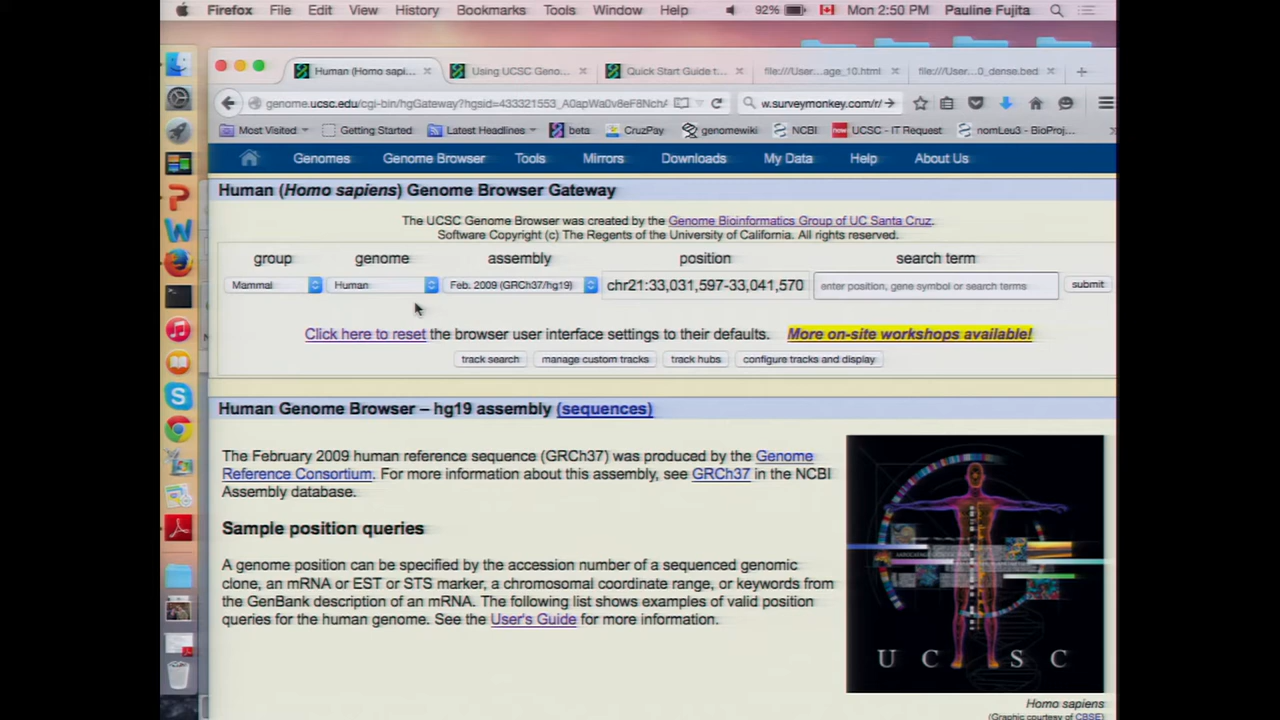 Firefox File Edit View History Bookmarks Tools Window Help 92% Mon 2:50 PM Pauline Fujita
Human (Homo sapi... Using UCSC Geno... Quick Start Guide t... file:///User...age_10.html file:///User...0_dense.bed
genome.ucsc.edu/cgi-bin/hgGateway?hgsid=433321553_A0apWa0v8eF8NchA w.surveymonkey.com/r/
Most Visited Getting Started Latest Headlines beta CruzPay genomewiki NCBI UCSC - IT Request nomLeu3 - BioProj...
Genomes Genome Browser Tools Mirrors Downloads My Data Help About Us
Human (Homo sapiens) Genome Browser Gateway
The UCSC Genome Browser was created by the Genome Bioinformatics Group of UC Santa Cruz.
Software Copyright (c) The Regents of the University of California. All rights reserved.
group genome assembly position search term
Mammal Human Feb. 2009 (GRCh37/hg19) chr21:33,031,597-33,041,570 enter position, gene symbol or search terms submit
Click here to reset the browser user interface settings to their defaults. More on-site workshops available!
track search manage custom tracks track hubs configure tracks and display
Human Genome Browser – hg19 assembly (sequences)
The February 2009 human reference sequence (GRCh37) was produced by the Genome
Reference Consortium. For more information about this assembly, see GRCh37 in the NCBI
Assembly database.
Sample position queries
A genome position can be specified by the accession number of a sequenced genomic
clone, an mRNA or EST or STS marker, a chromosomal coordinate range, or keywords from
the GenBank description of an mRNA. The following list shows examples of valid position
queries for the human genome. See the User's Guide for more information.
U C S C
Homo sapiens
(Graphic courtesy of CBSE)